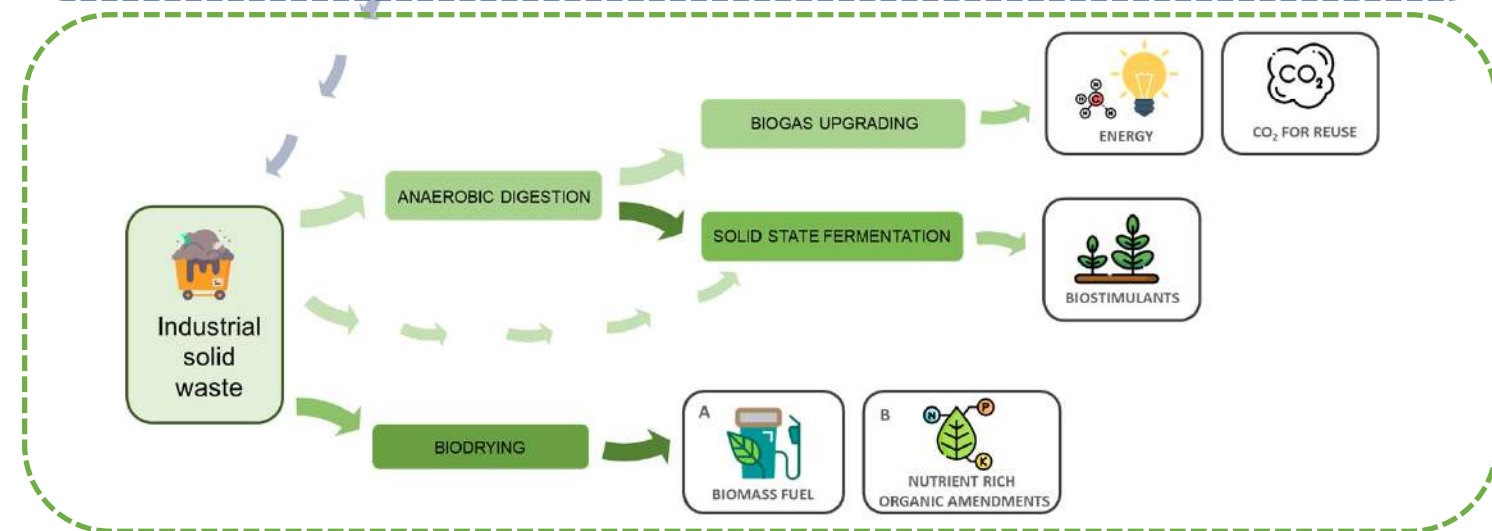 BIOGAS UPGRADING
ENERGY
CO₂
CO₂ FOR REUSE
H
H
C
H
H
ANAEROBIC DIGESTION
SOLID STATE FERMENTATION
BIOSTIMULANTS
Industrial
solid
waste
BIODRYING
A
BIOMASS FUEL
B
N
P
K
NUTRIENT RICH
ORGANIC AMENDMENTS